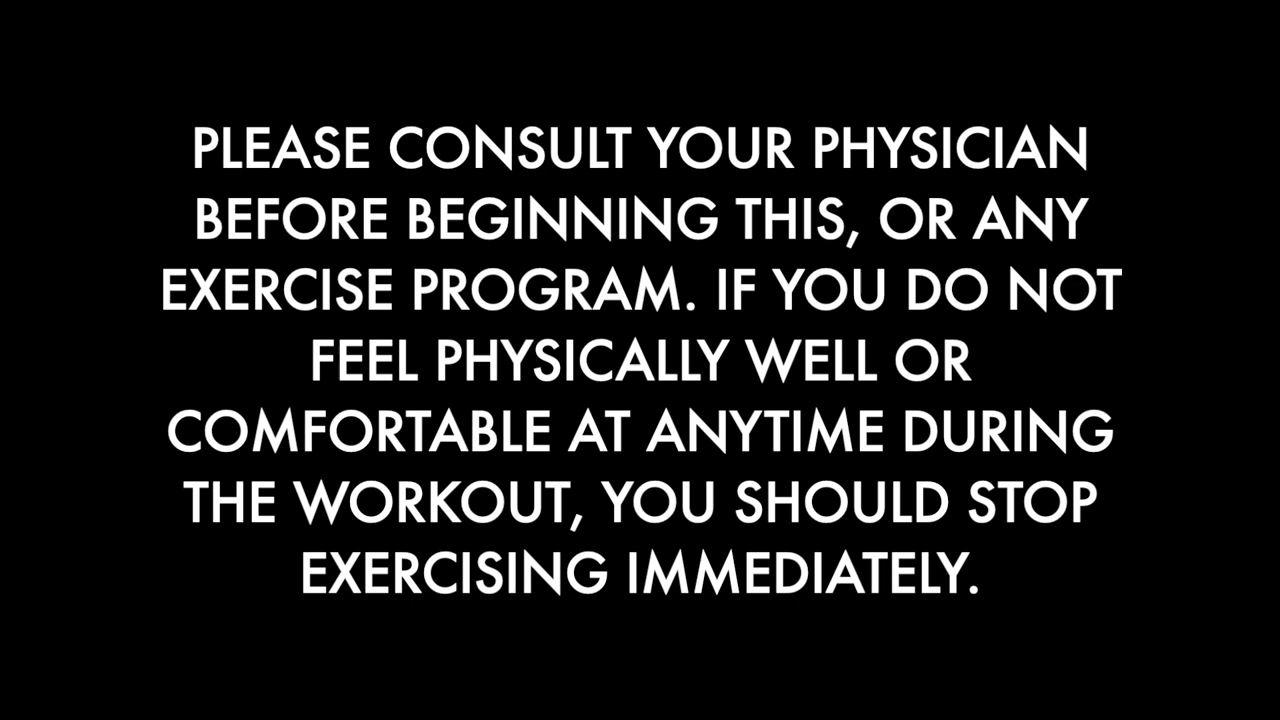 PLEASE CONSULT YOUR PHYSICIAN
BEFORE BEGINNING THIS, OR ANY
EXERCISE PROGRAM. IF YOU DO NOT
FEEL PHYSICALLY WELL OR
COMFORTABLE AT ANYTIME DURING
THE WORKOUT, YOU SHOULD STOP
EXERCISING IMMEDIATELY.